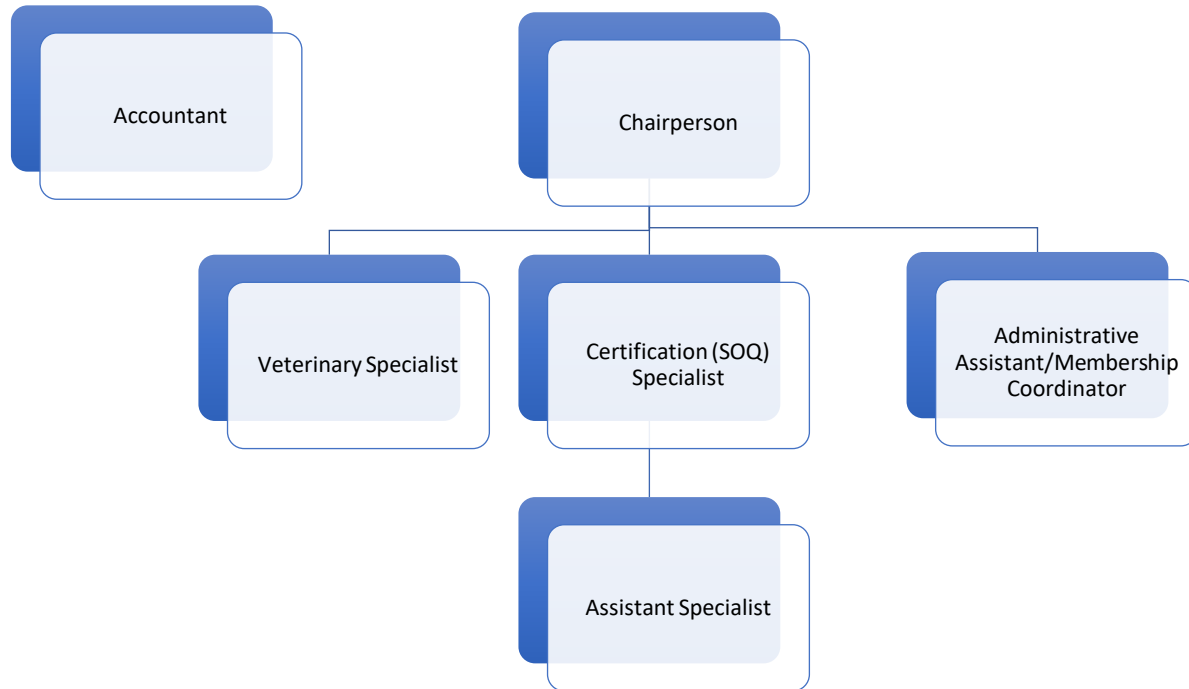 Accountant
Chairperson
Veterinary Specialist
Certification (SOQ)
Specialist
Administrative
Assistant/Membership
Coordinator
Assistant Specialist